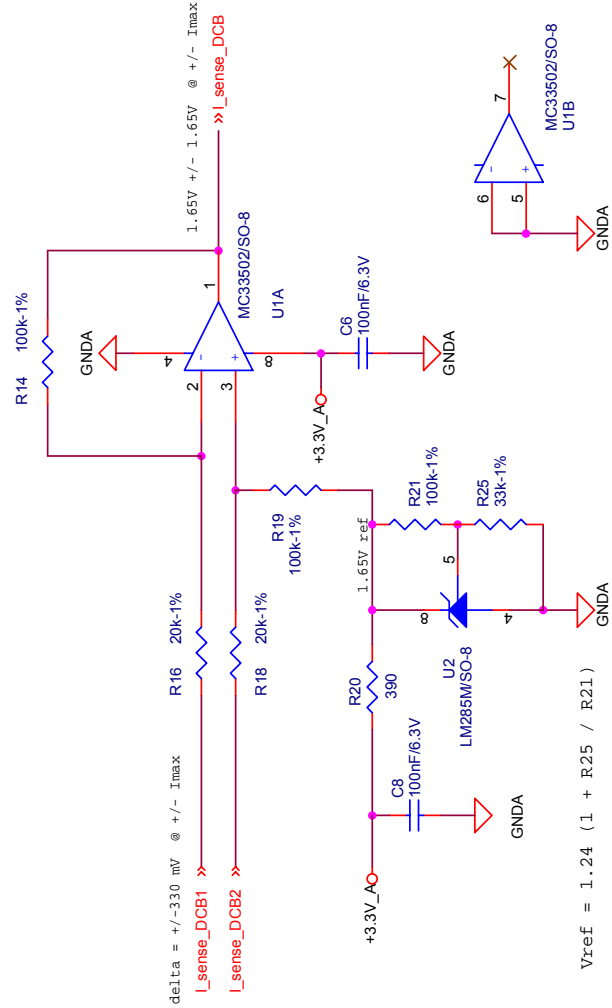 delta = +/-330 mV @ +/- Imax
I_sense_DCB1
I_sense_DCB2
R16
20k-1%
R18
20k-1%
R14
100k-1%
GNDA
4
2
3
-
+
8
1
MC33502/SO-8
U1A
1.65V +/- 1.65V @ +/- Imax
I_sense_DCB
+3.3V_A
C6
100nF/6.3V
GNDA
R19
100k-1%
1.65V ref
R20
390
+3.3V_A
C8
100nF/6.3V
GNDA
R21
100k-1%
R25
33k-1%
8
5
4
U2
LM285M/SO-8
GNDA
6
5
-
+
7
MC33502/SO-8
U1B
GNDA
Vref = 1.24 (1 + R25 / R21)